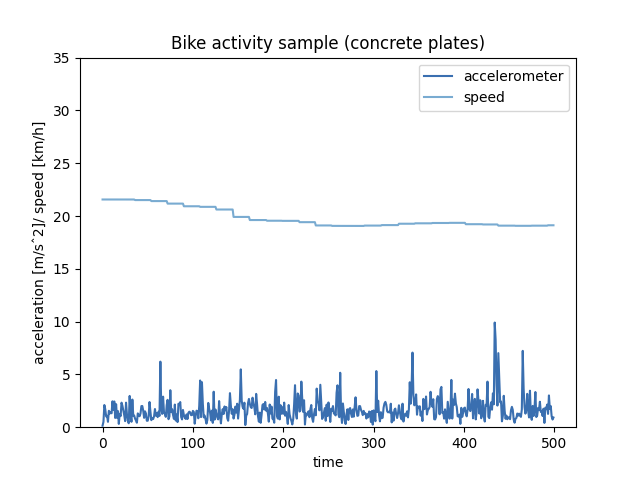 Bike activity sample (concrete plates)
accelerometer
speed
35
30
25
20
15
10
5
0
acceleration [m/s^2]/ speed [km/h]
0
100
200
300
400
500
time